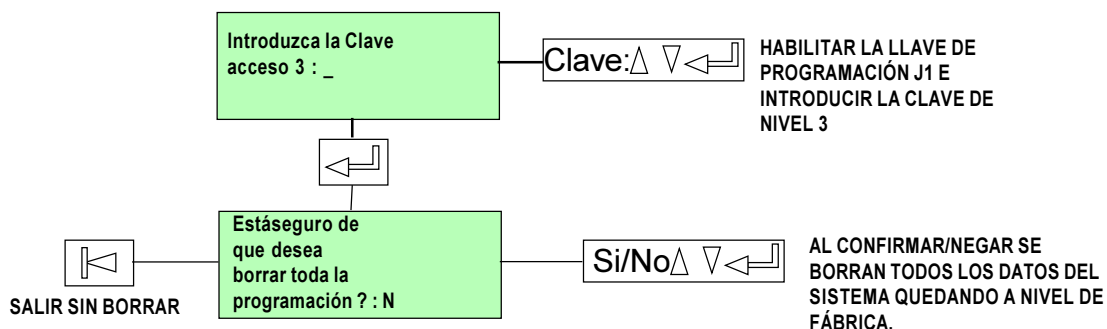 Introduzca la Clave
acceso 3 : _
Clave:
HABILITAR LA LLAVE DE
PROGRAMACIÓN J1 E
INTRODUCIR LA CLAVE DE
NIVEL 3
Estáseguro de
que desea
borrar toda la
programación ? : N
Si/No
AL CONFIRMAR/NEGAR SE
BORRAN TODOS LOS DATOS DEL
SISTEMA QUEDANDO A NIVEL DE
FÁBRICA.
SALIR SIN BORRAR